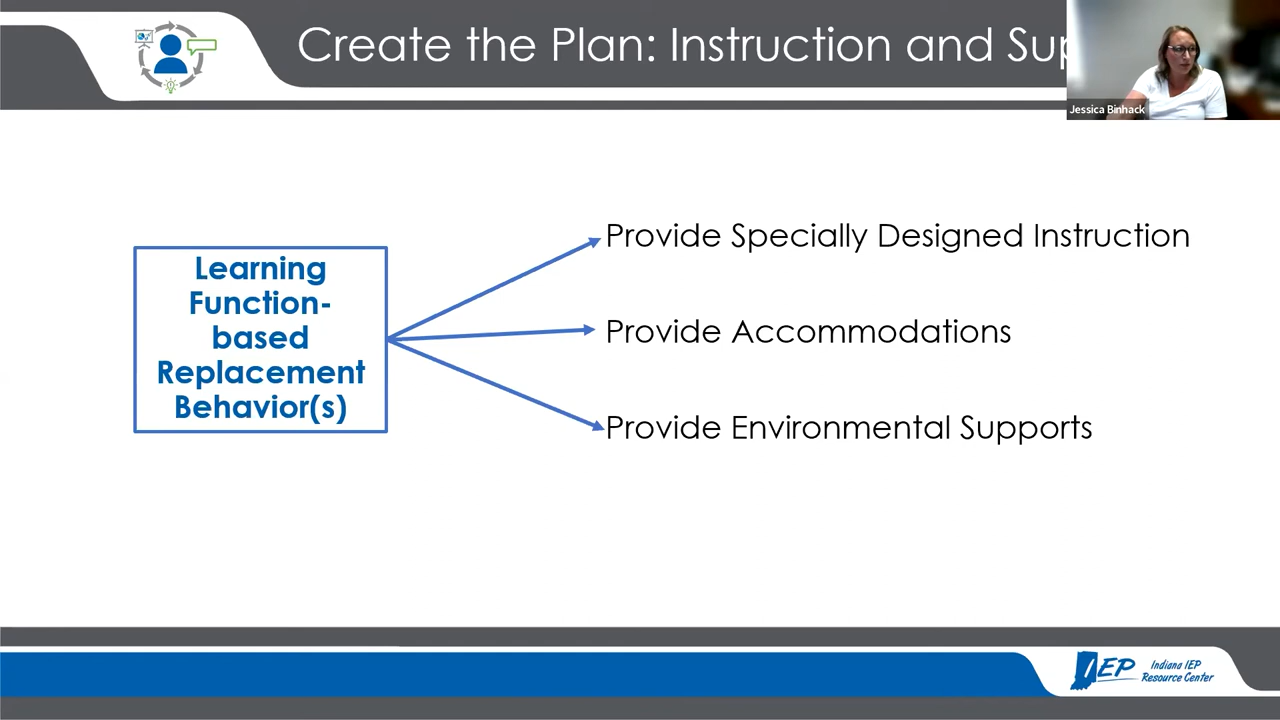 Create the Plan: Instruction and Sup
Jessica Binhack
Provide Specially Designed Instruction
Learning
Function-
based
Replacement
Behavior(s)
Provide Accommodations
Provide Environmental Supports
IEP
Indiana IEP
Resource Center